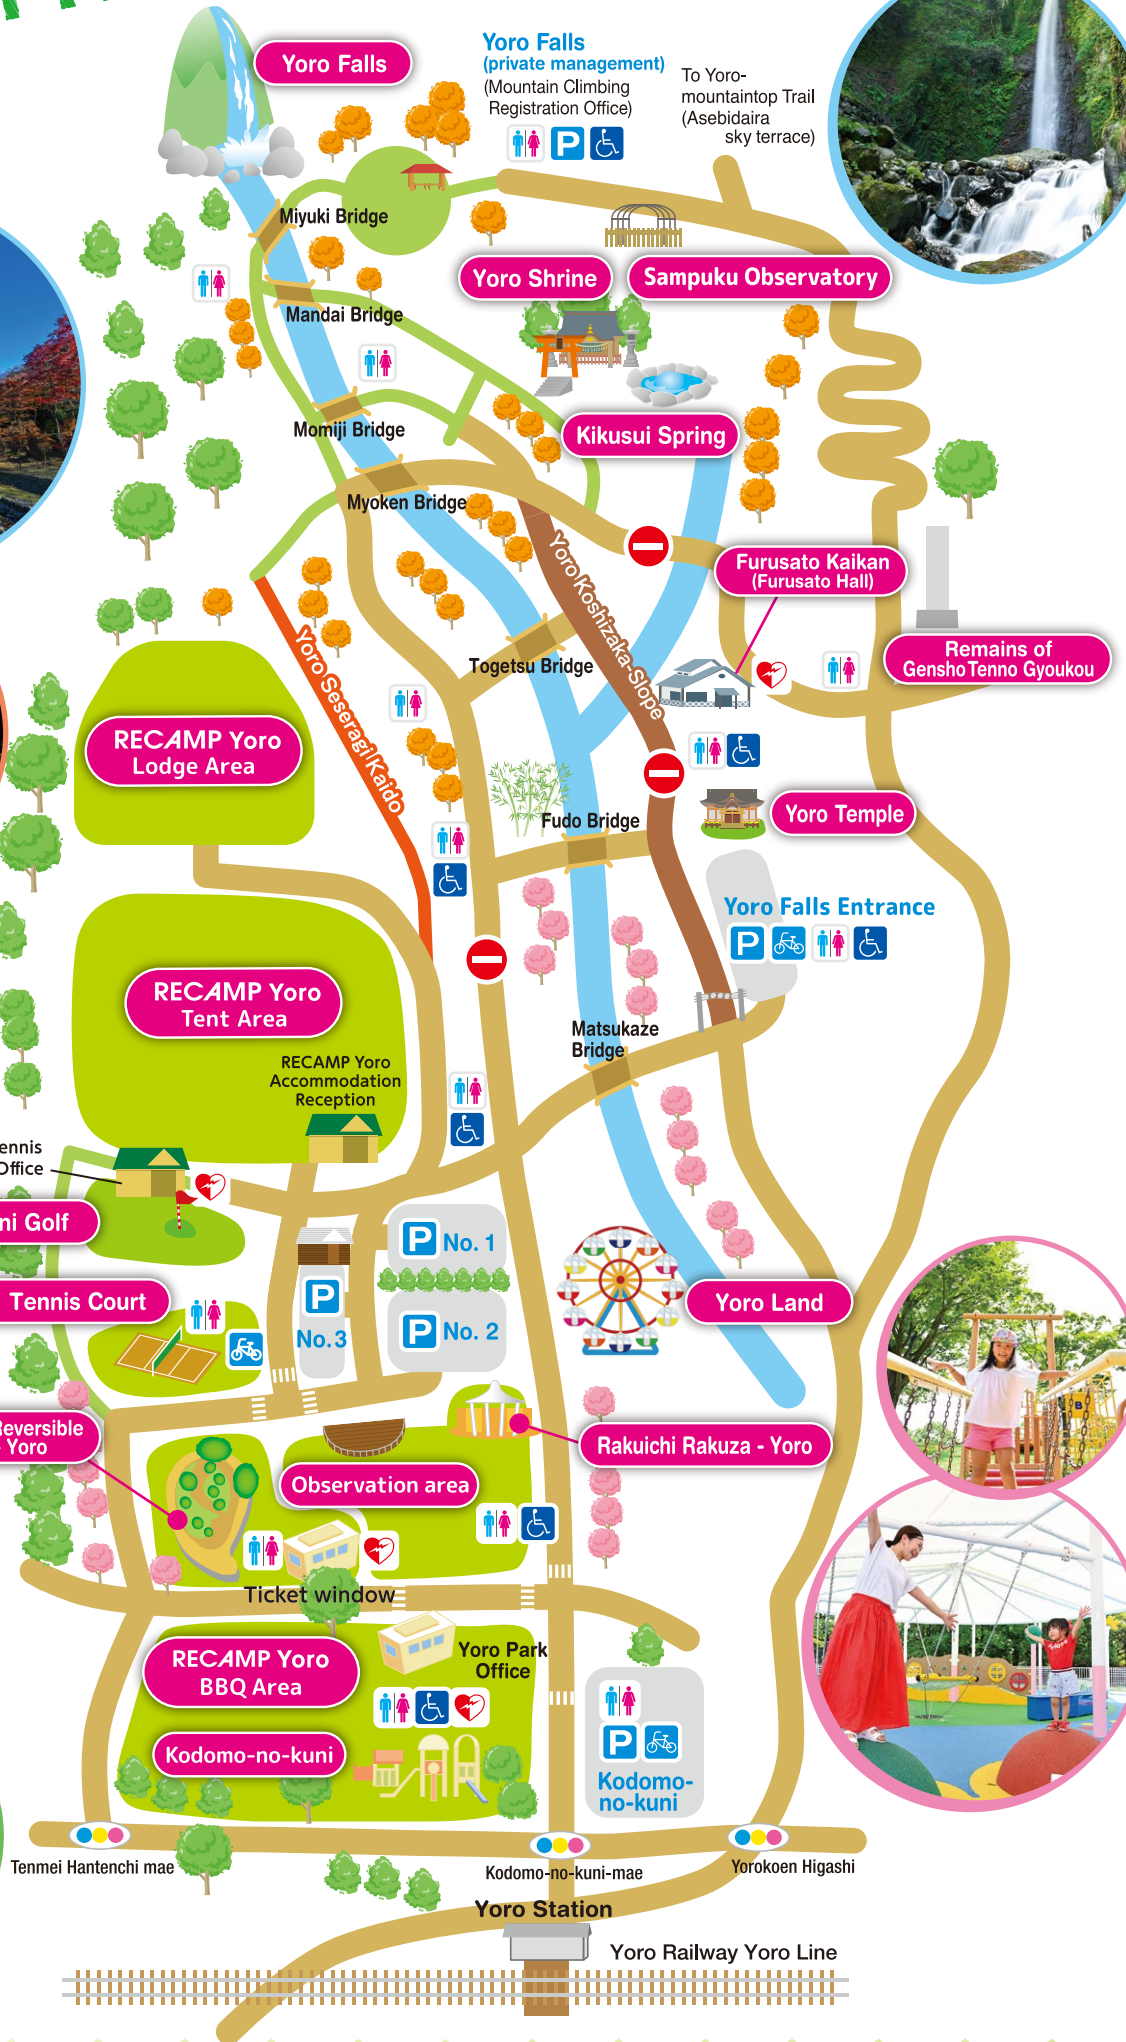 Yoro Falls
Yoro Falls
(private management)
(Mountain Climbing
Registration Office)
P
To Yoro-
mountaintop Trail
(Asebidaira
sky terrace)
Miyuki Bridge
Yoro Shrine
Sampuku Observatory
Mandai Bridge
Momiji Bridge
Kikusui Spring
Myoken Bridge
Yoro Koshizaka-Slope
Furusato Kaikan
(Furusato Hall)
Remains of
Gensho Tenno Gyoukou
Togetsu Bridge
Yoro Seseragi Kaido
RECAMP Yoro
Lodge Area
Fudo Bridge
Yoro Temple
Yoro Falls Entrance
P
RECAMP Yoro
Tent Area
Matsukaze
Bridge
RECAMP Yoro
Accommodation
Reception
ennis
Office
ni Golf
P No. 1
P
No.3
P No. 2
Tennis Court
Yoro Land
Reversible
- Yoro
Rakuichi Rakuza - Yoro
Observation area
Ticket window
RECAMP Yoro
BBQ Area
Yoro Park
Office
Kodomo-no-kuni
P
Kodomo-
no-kuni
Tenmei Hantenchi mae
Kodomo-no-kuni-mae
Yorokoen Higashi
Yoro Station
Yoro Railway Yoro Line